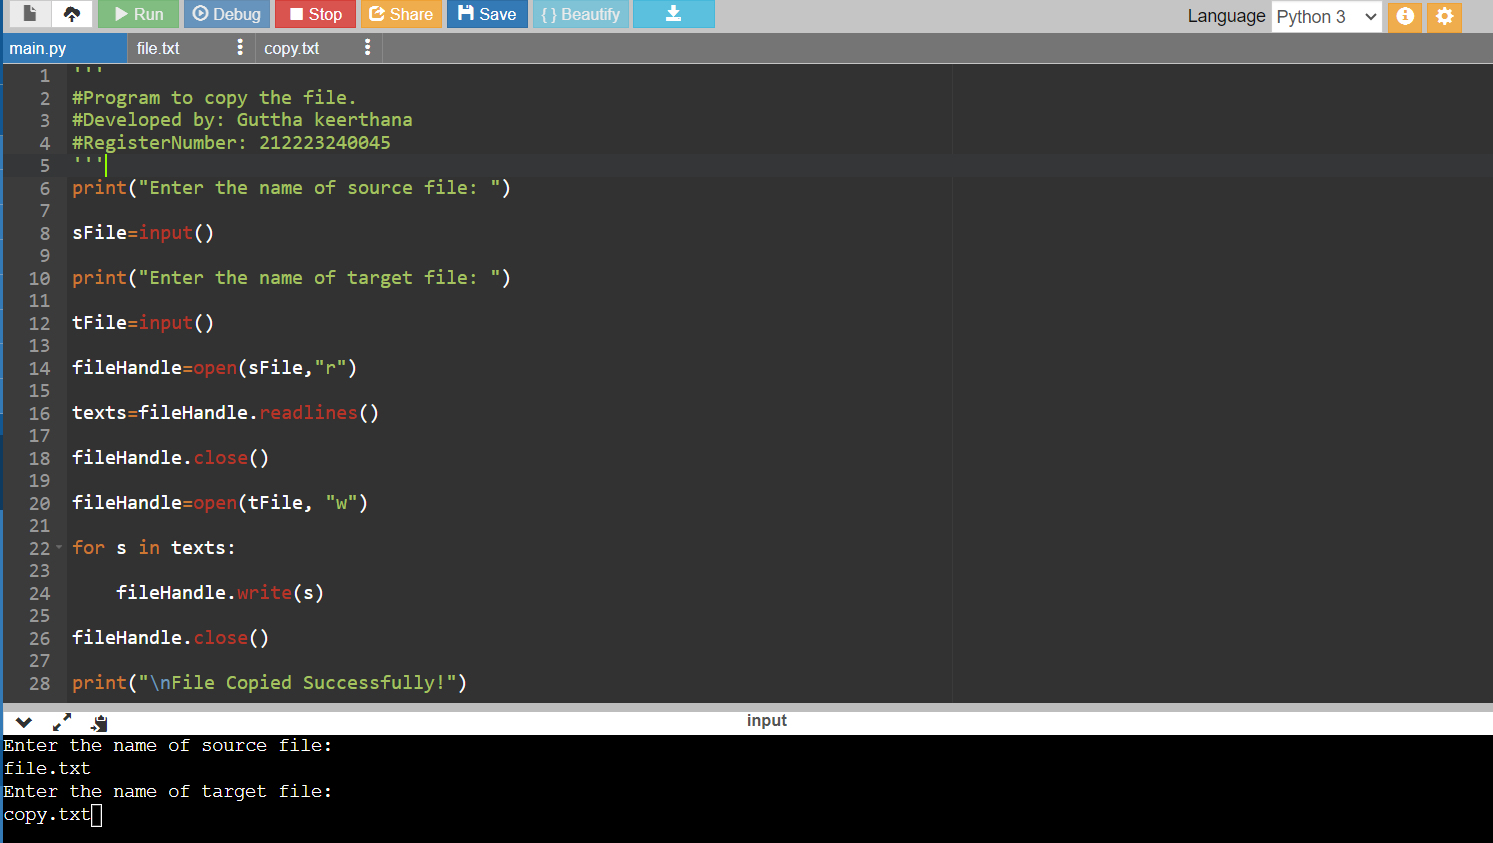 Run Debug Stop Share Save { } Beautify Language Python 3
main.py file.txt copy.txt
1 '''
2 #Program to copy the file.
3 #Developed by: Guttha keerthana
4 #RegisterNumber: 212223240045
5 '''
6 print("Enter the name of source file: ")
7
8 sFile=input()
9
10 print("Enter the name of target file: ")
11
12 tFile=input()
13
14 fileHandle=open(sFile,"r")
15
16 texts=fileHandle.readlines()
17
18 fileHandle.close()
19
20 fileHandle=open(tFile, "w")
21
22 for s in texts:
23
24     fileHandle.write(s)
25
26 fileHandle.close()
27
28 print("\nFile Copied Successfully!")
input
Enter the name of source file:
file.txt
Enter the name of target file:
copy.txt